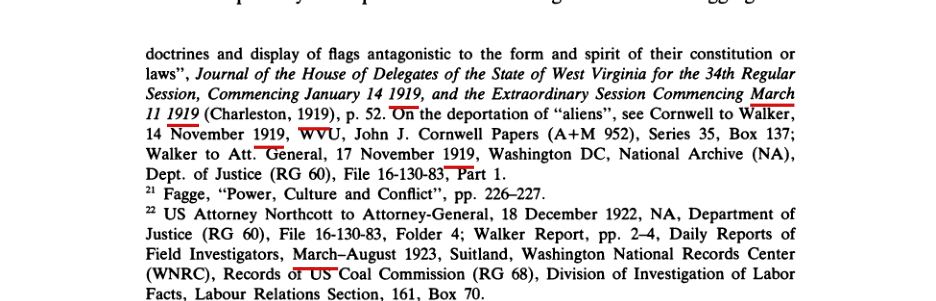 doctrines and display of flags antagonistic to the form and spirit of their constitution or
laws", Journal of the House of Delegates of the State of West Virginia for the 34th Regular
Session, Commencing January 14 1919, and the Extraordinary Session Commencing March
11 1919 (Charleston, 1919), p. 52. On the deportation of "aliens", see Cornwell to Walker,
14 November 1919, WVU, John J. Cornwell Papers (A+M 952), Series 35, Box 137;
Walker to Att. General, 17 November 1919, Washington DC, National Archive (NA),
Dept. of Justice (RG 60), File 16-130-83, Part 1.
21 Fagge, "Power, Culture and Conflict", pp. 226–227.
22 US Attorney Northcott to Attorney-General, 18 December 1922, NA, Department of
Justice (RG 60), File 16-130-83, Folder 4; Walker Report, pp. 2–4, Daily Reports of
Field Investigators, March–August 1923, Suitland, Washington National Records Center
(WNRC), Records of US Coal Commission (RG 68), Division of Investigation of Labor
Facts, Labour Relations Section, 161, Box 70.